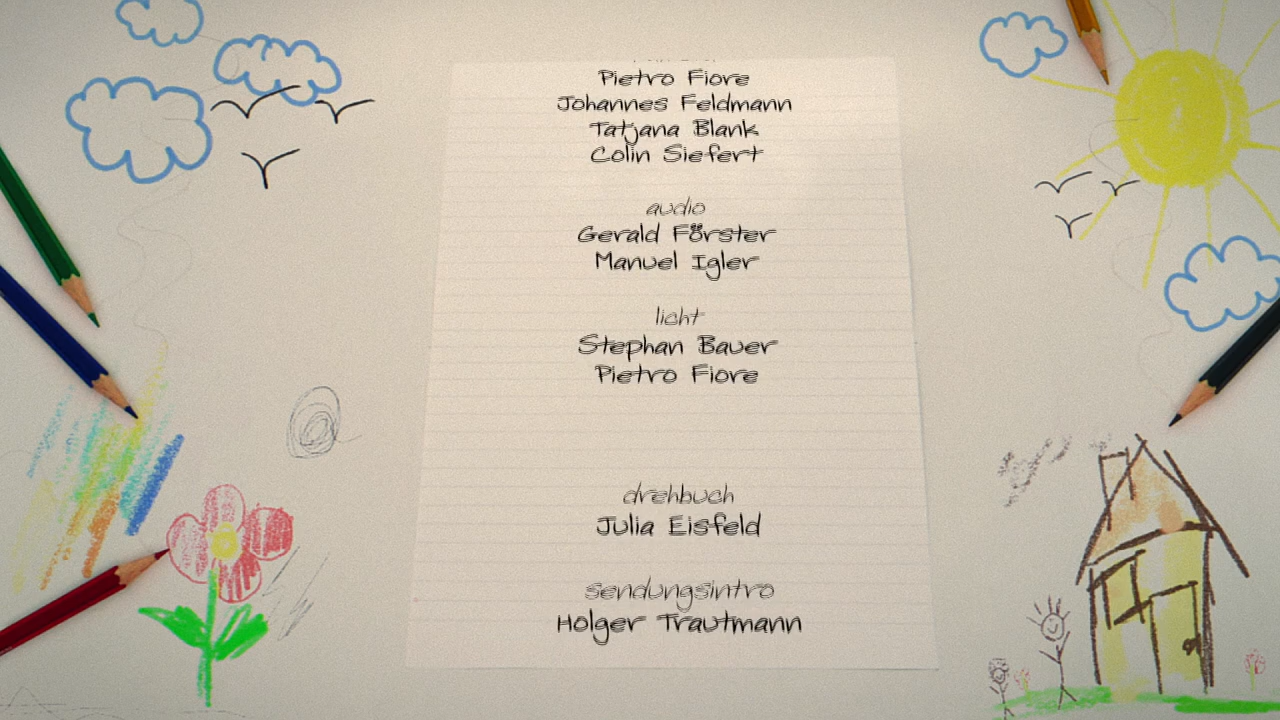 Pietro Fiore
Johannes Feldmann
Tatjana Blank
Colin Siefert
audio
Gerald Förster
Manuel Igler
licht
Stephan Bauer
Pietro Fiore
drehbuch
Julia Eisfeld
sendungsintro
Holger Trautmann